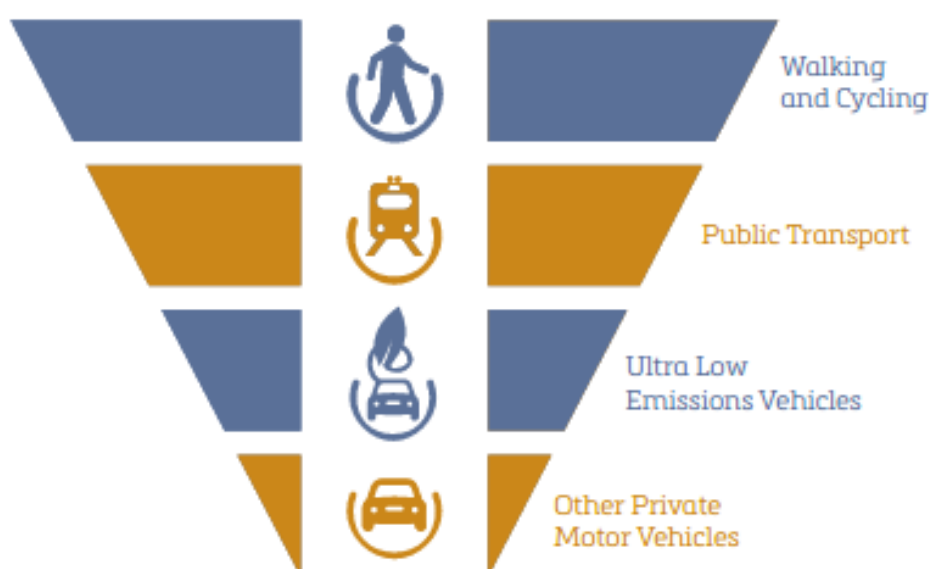 Walking
and Cycling
Public Transport
Ultra Low
Emissions Vehicles
Other Private
Motor Vehicles